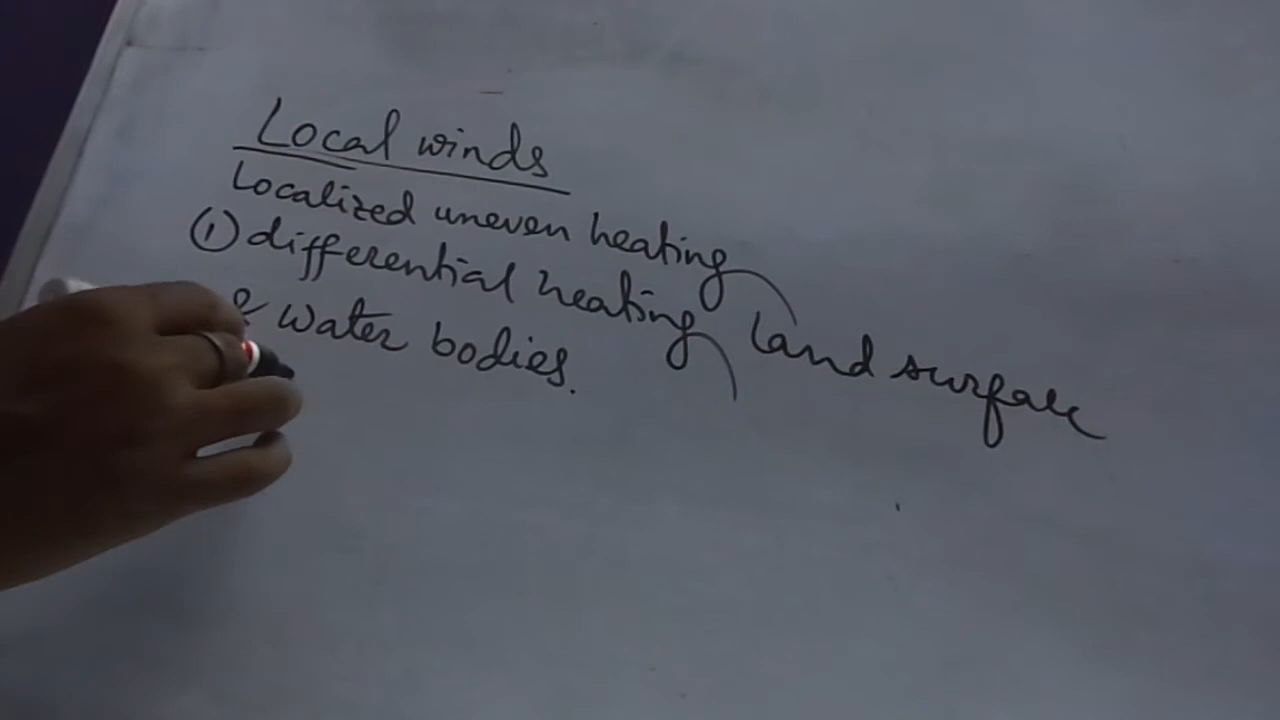 Local winds
Localized uneven heating
① differential heating land surface
& water bodies.